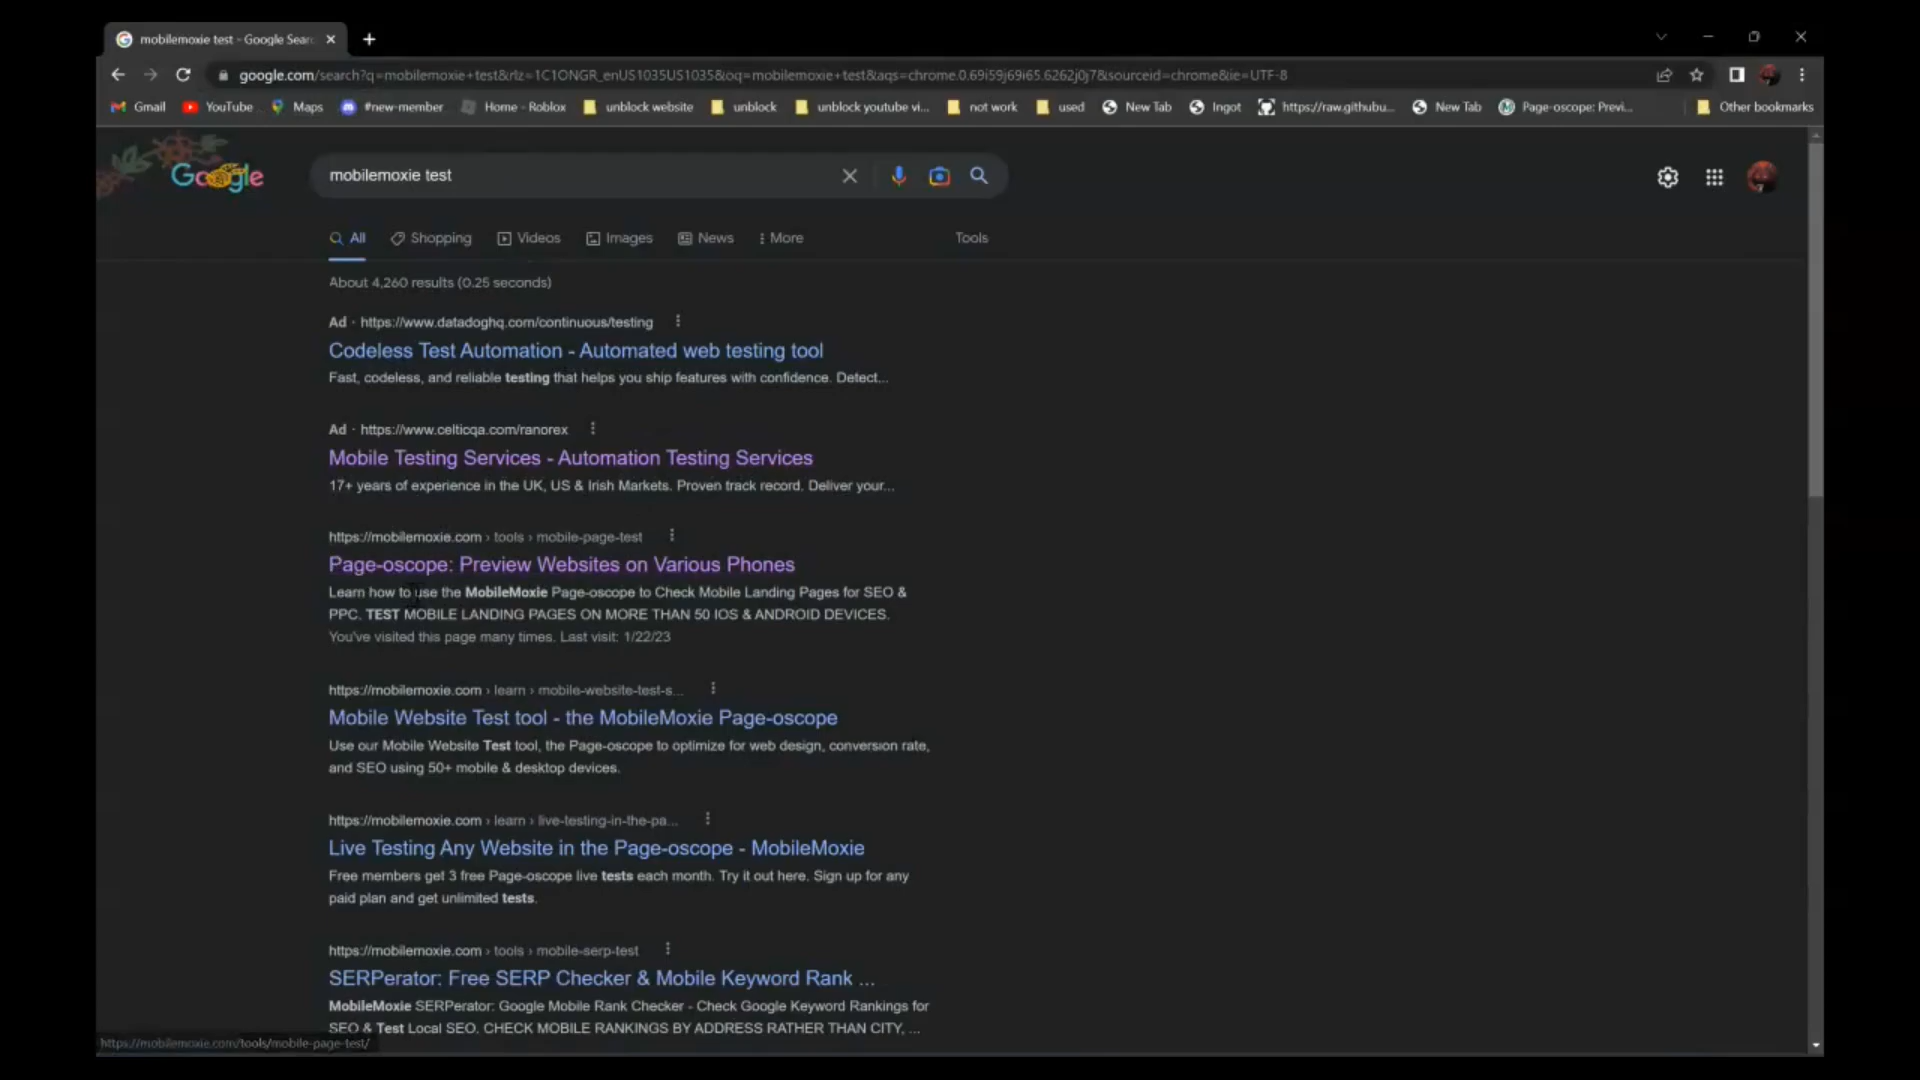 mobilemoxie test - Google Sear
google.com/search?q=mobilemoxie+test&rlz=1C1ONGR_enUS1035US1035&oq=mobilemoxie+test&aqs=chrome.0.69i59j69i65.6262j0j7&sourceid=chrome&ie=UTF-8
Gmail YouTube Maps #new-member Home - Roblox unblock website unblock unblock youtube vi... not work used New Tab Ingot https://raw.githubu... New Tab Page-oscope: Previ... Other bookmarks
Google
mobilemoxie test
All Shopping Videos Images News More Tools
About 4,260 results (0.25 seconds)
Ad · https://www.datadoghq.com/continuous/testing
Codeless Test Automation - Automated web testing tool
Fast, codeless, and reliable testing that helps you ship features with confidence. Detect...
Ad · https://www.celticqa.com/ranorex
Mobile Testing Services - Automation Testing Services
17+ years of experience in the UK, US & Irish Markets. Proven track record. Deliver your...
https://mobilemoxie.com › tools › mobile-page-test
Page-oscope: Preview Websites on Various Phones
Learn how to use the MobileMoxie Page-oscope to Check Mobile Landing Pages for SEO &
PPC. TEST MOBILE LANDING PAGES ON MORE THAN 50 IOS & ANDROID DEVICES.
You've visited this page many times. Last visit: 1/22/23
https://mobilemoxie.com › learn › mobile-website-test-s...
Mobile Website Test tool - the MobileMoxie Page-oscope
Use our Mobile Website Test tool, the Page-oscope to optimize for web design, conversion rate,
and SEO using 50+ mobile & desktop devices.
https://mobilemoxie.com › learn › live-testing-in-the-pa...
Live Testing Any Website in the Page-oscope - MobileMoxie
Free members get 3 free Page-oscope live tests each month. Try it out here. Sign up for any
paid plan and get unlimited tests.
https://mobilemoxie.com › tools › mobile-serp-test
SERPerator: Free SERP Checker & Mobile Keyword Rank ...
MobileMoxie SERPerator: Google Mobile Rank Checker - Check Google Keyword Rankings for
SEO & Test Local SEO. CHECK MOBILE RANKINGS BY ADDRESS RATHER THAN CITY, ...
https://mobilemoxie.com/tools/mobile-page-test/